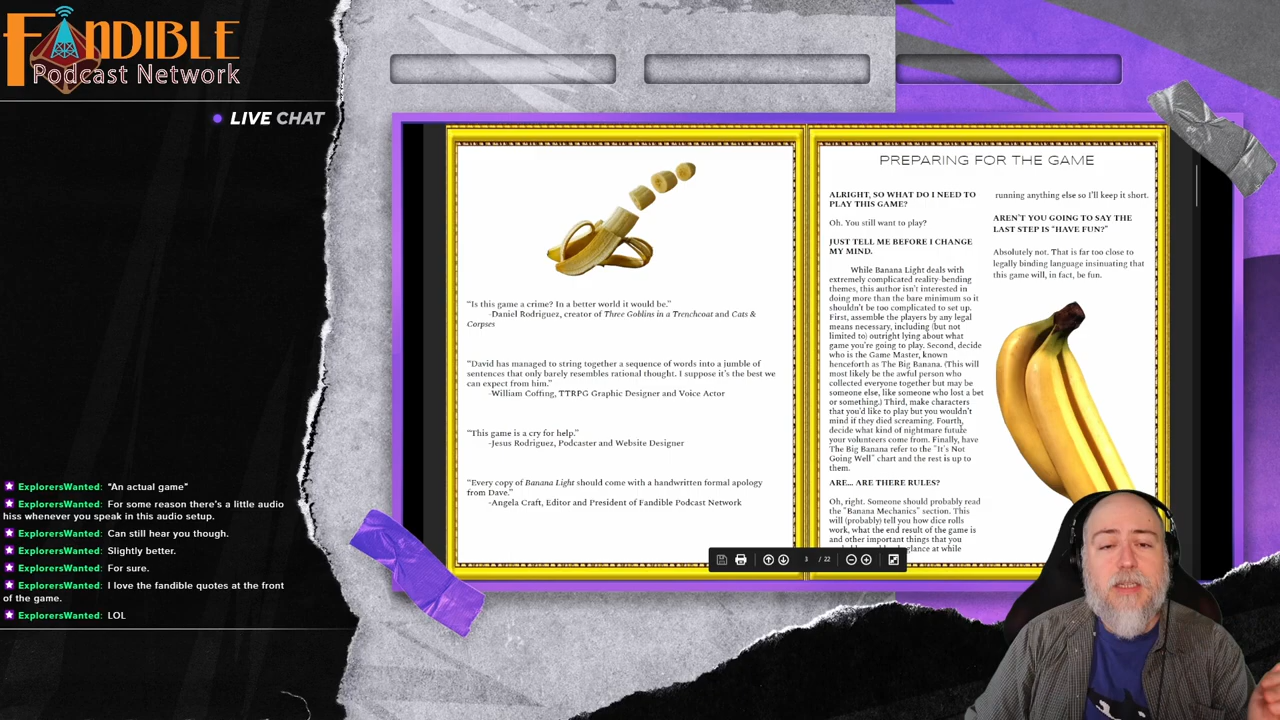 FANDIBLE
Podcast Network
LIVE CHAT
ExplorersWanted: "An actual game"
ExplorersWanted: For some reason there's a little audio
hiss whenever you speak in this audio setup.
ExplorersWanted: Can still hear you though.
ExplorersWanted: Slightly better.
ExplorersWanted: For sure.
ExplorersWanted: I love the fandible quotes at the front
of the game.
ExplorersWanted: LOL
"Is this game a crime? In a better world it would be."
-Daniel Rodriguez, creator of Three Goblins in a Trenchcoat and Cats &
Corpses
"David has managed to string together a sequence of words into a jumble of
sentences that only barely resembles rational thought. I suppose it's the best we
can expect from him."
-William Coffing, TTRPG Graphic Designer and Voice Actor
"This game is a cry for help."
-Jesus Rodriguez, Podcaster and Website Designer
"Every copy of Banana Light should come with a handwritten formal apology
from Dave."
-Angela Craft, Editor and President of Fandible Podcast Network
PREPARING FOR THE GAME
ALRIGHT, SO WHAT DO I NEED TO
PLAY THIS GAME?
Oh. You still want to play?
JUST TELL ME BEFORE I CHANGE
MY MIND.
While Banana Light deals with
extremely complicated reality-bending
themes, this author isn't interested in
doing more than the bare minimum so it
shouldn't be too complicated to set up.
First, assemble the players by any legal
means necessary, including (but not
limited to) outright lying about what
game you're going to play. Second, decide
who is the Game Master, known
henceforth as The Big Banana. (This will
most likely be the awful person who
collected everyone together but may be
someone else, like someone who lost a bet
or something.) Third, make characters
that you'd like to play but you wouldn't
mind if they died screaming. Fourth,
decide what kind of nightmare future
your volunteers come from. Finally, have
The Big Banana refer to the "It's Not
Going Well" chart and the rest is up to
them.
ARE... ARE THERE RULES?
Oh, right. Someone should probably read
the "Banana Mechanics" section. This
will (probably) tell you how dice rolls
work, what the end result of the game is
and other important things that you
glance at while
running anything else so I'll keep it short.
AREN'T YOU GOING TO SAY THE
LAST STEP IS "HAVE FUN?"
Absolutely not. That is far too close to
legally binding language insinuating that
this game will, in fact, be fun.
3 / 22